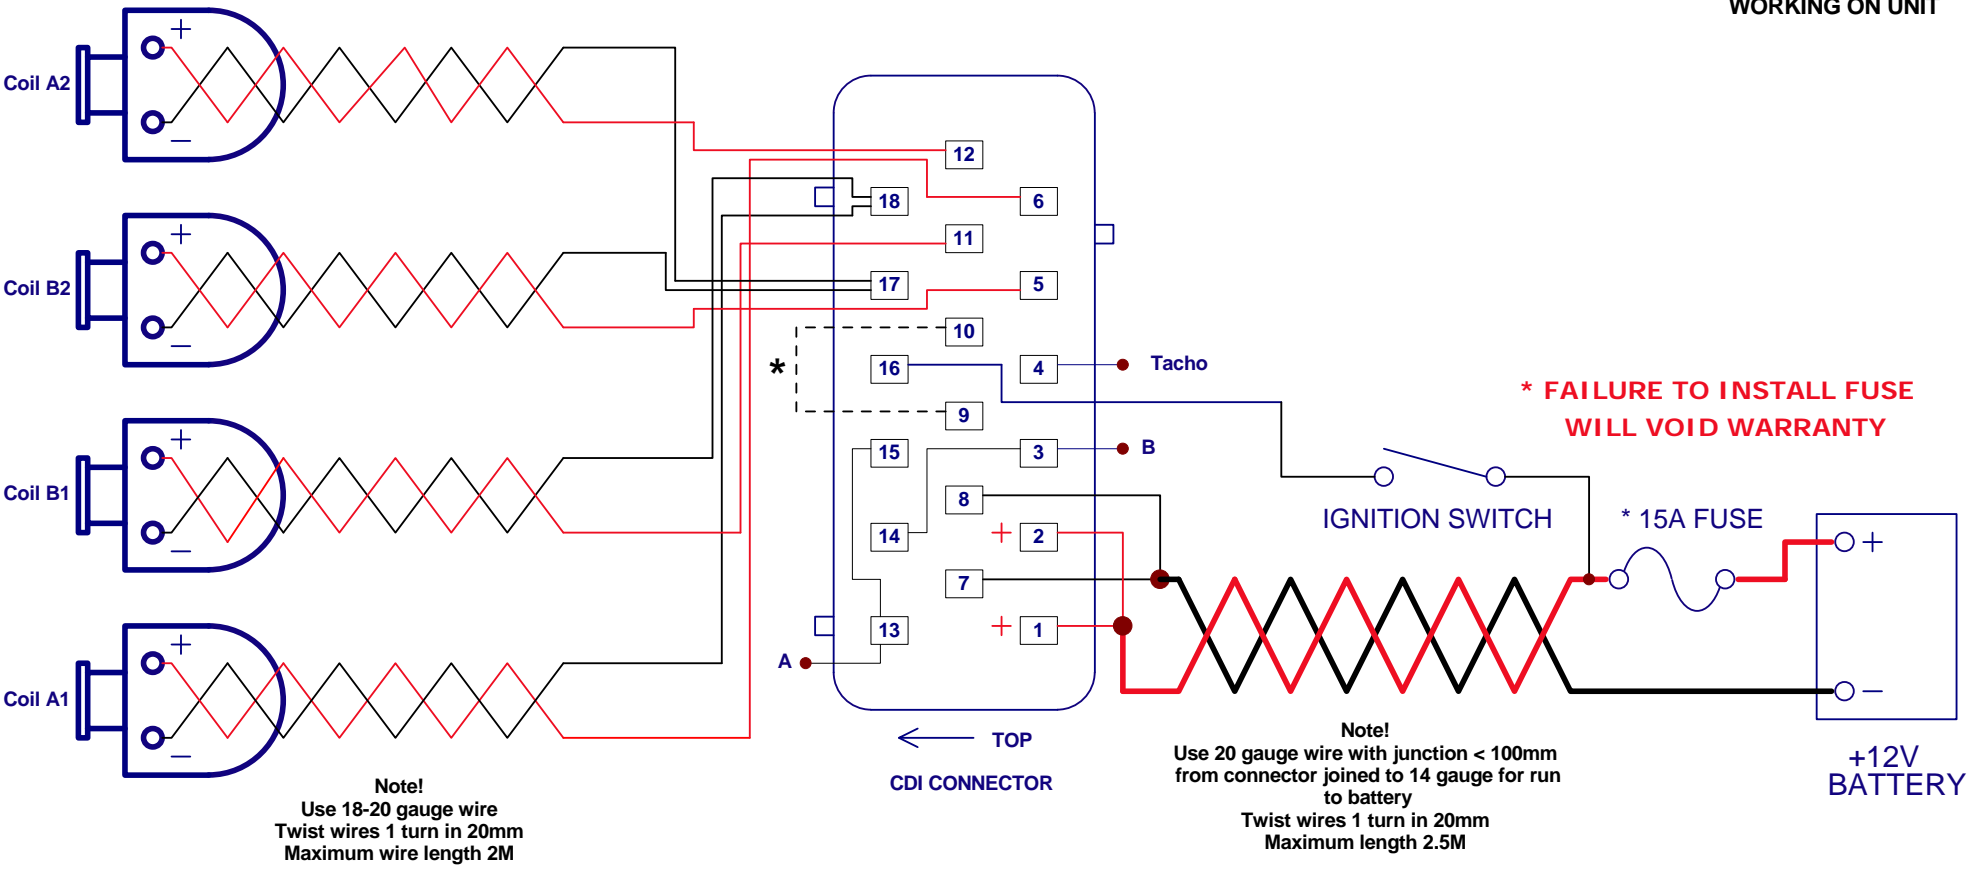 WORKING ON UNIT
+
Coil A2
−
12
18
6
+
11
Coil B2
17
5
−
10
*
16
4
Tacho
* FAILURE TO INSTALL FUSE
WILL VOID WARRANTY
9
+
15
3
B
Coil B1
8
IGNITION SWITCH
* 15A FUSE
−
14
+ 2
+
7
13
+ 1
A
+
Coil A1
−
−
TOP
CDI CONNECTOR
Note!
Use 18-20 gauge wire
Twist wires 1 turn in 20mm
Maximum wire length 2M
Note!
Use 20 gauge wire with junction < 100mm
from connector joined to 14 gauge for run
to battery
Twist wires 1 turn in 20mm
Maximum length 2.5M
+12V
BATTERY